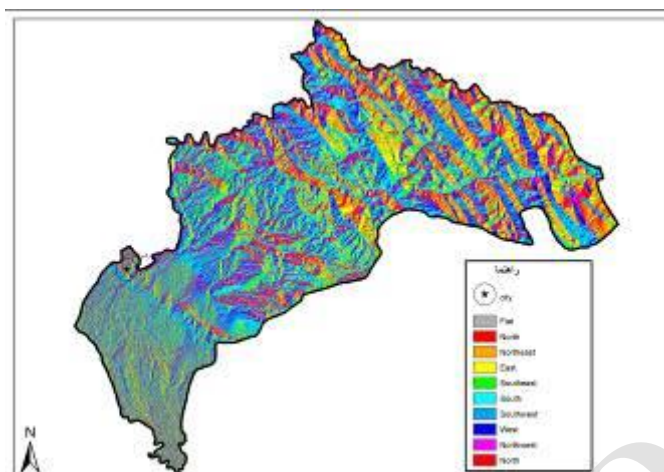 راهنما
city
Flat
North
Northeast
East
Southeast
South
Southwest
West
Northwest
North
N